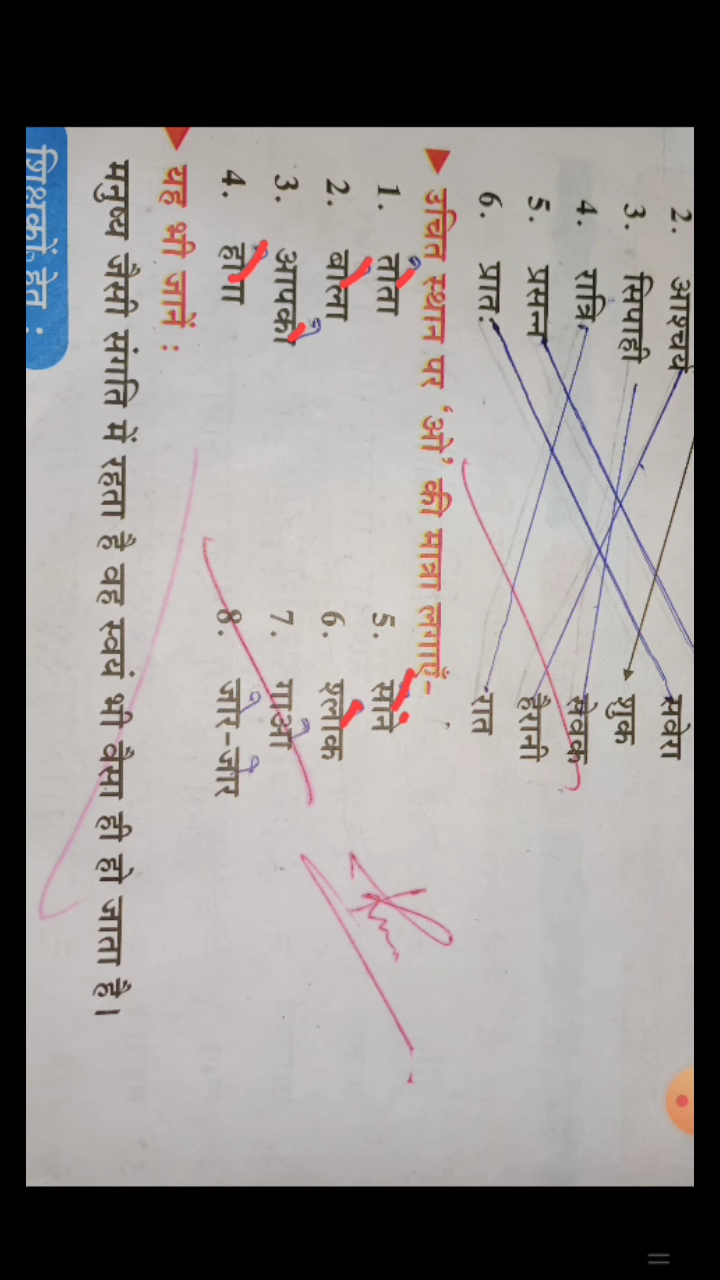 2. आश्चर्य सवेरा
3. सिपाही शुक
4. रात्रि सेवक
5. प्रसन्न हैरानी
6. प्रातः रात
उचित स्थान पर 'ओ' की मात्रा लगाएँ-
1. तोता 5. सोने
2. बोला 6. श्लोक
3. आपको 7. गाओ
4. होता 8. जोर-जोर
यह भी जानें :
मनुष्य जैसी संगति में रहता है वह स्वयं भी वैसा ही हो जाता है।
शिक्षकों हेतु :